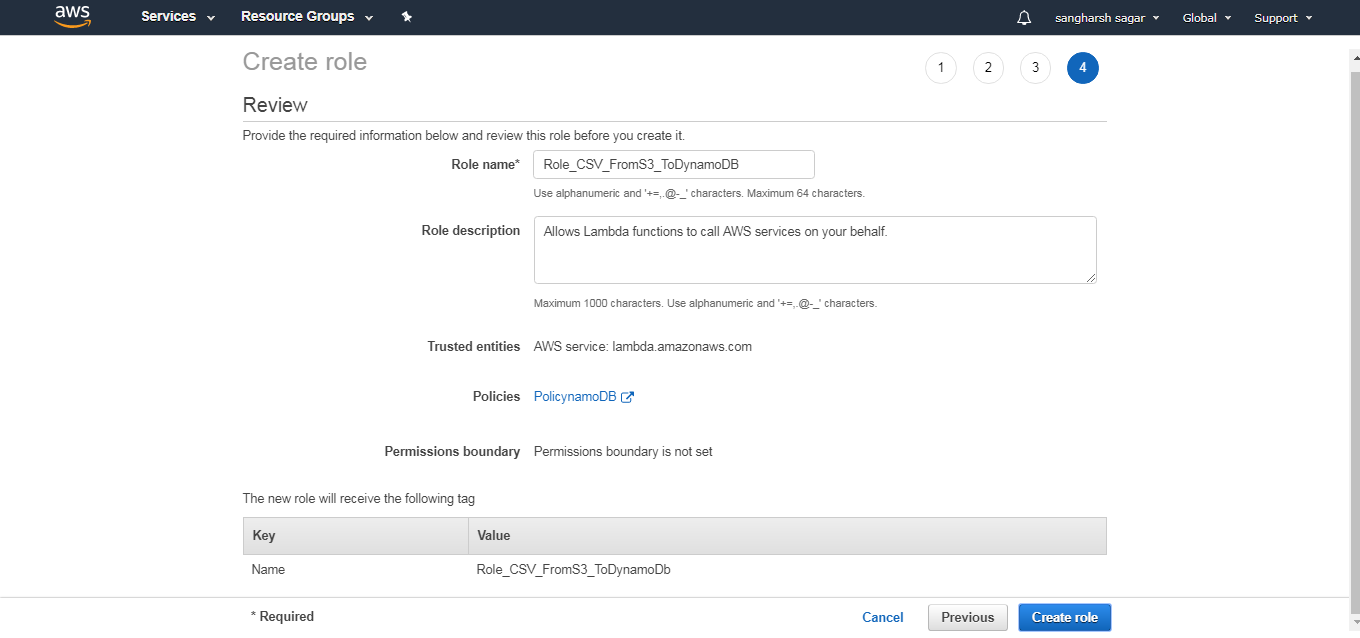 aws Services Resource Groups sangharsh sagar Global Support
Create role 1 2 3 4
Review
Provide the required information below and review this role before you create it.
Role name* Role_CSV_FromS3_ToDynamoDB
Use alphanumeric and '+=,.@-_' characters. Maximum 64 characters.
Role description Allows Lambda functions to call AWS services on your behalf.
Maximum 1000 characters. Use alphanumeric and '+=,.@-_' characters.
Trusted entities AWS service: lambda.amazonaws.com
Policies PolicynamoDB
Permissions boundary Permissions boundary is not set
The new role will receive the following tag
Key Value
Name Role_CSV_FromS3_ToDynamoDb
* Required Cancel Previous Create role